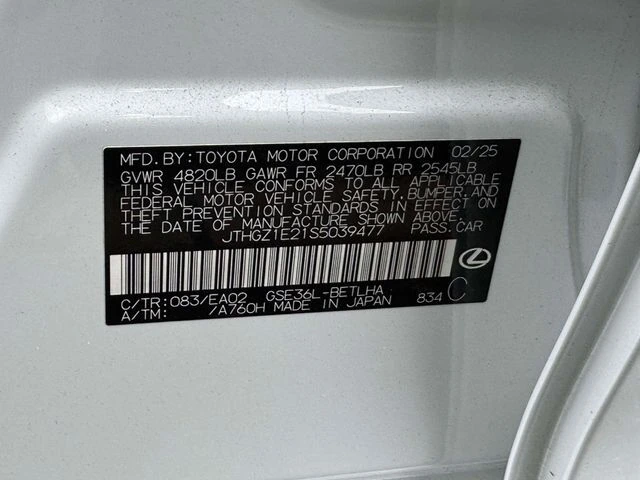 MFD. BY: TOYOTA MOTOR CORPORATION 02/25
GVWR 4820LB GAWR FR 2470LB RR 2545LB
THIS VEHICLE CONFORMS TO ALL APPLICABLE
FEDERAL MOTOR VEHICLE SAFETY, BUMPER, AND
THEFT PREVENTION STANDARDS IN EFFECT ON
THE DATE OF MANUFACTURE SHOWN ABOVE.
JTHGZ1E21S5039477 PASS.CAR
C/TR: 083/EA02 GSE36L-BETLHA
A/TM: /A760H MADE IN JAPAN 834 C